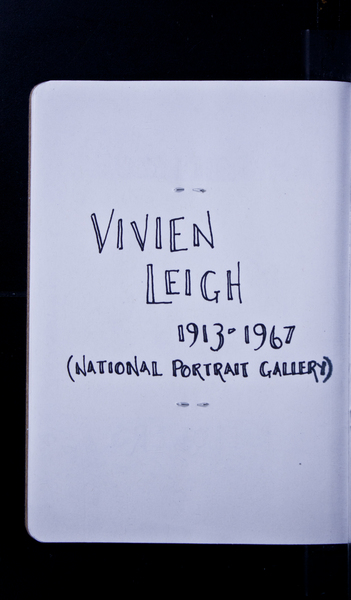 VIVIEN
LEIGH
1913-1967
(NATIONAL PORTRAIT GALLERY)